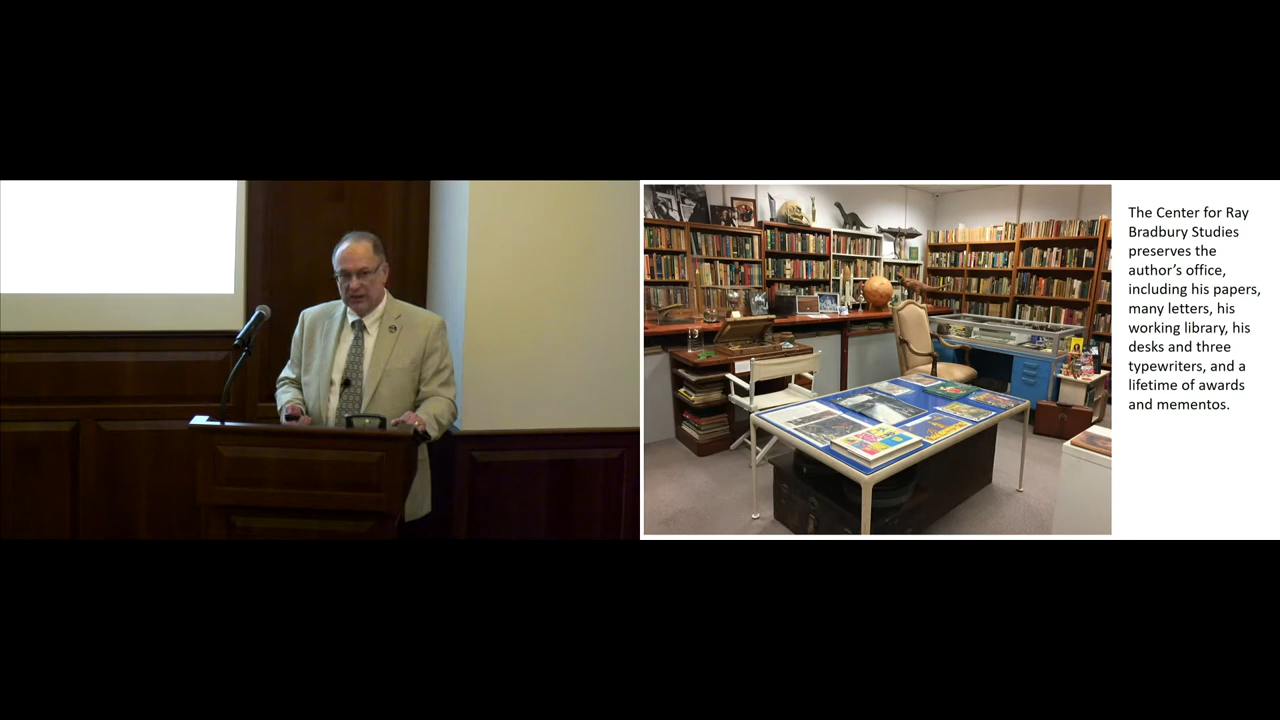 The Center for Ray
Bradbury Studies
preserves the
author’s office,
including his papers,
many letters, his
working library, his
desks and three
typewriters, and a
lifetime of awards
and mementos.